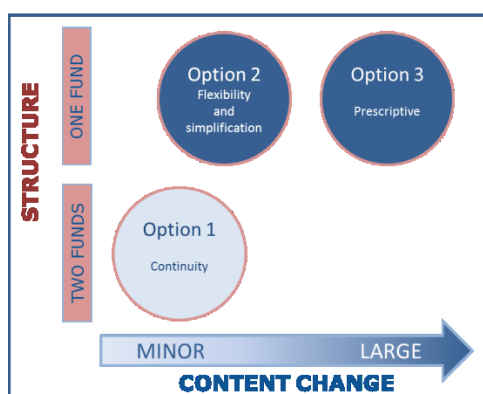 STRUCTURE
ONE FUND
Option 2
Flexibility
and
simplification
Option 3
Prescriptive
TWO FUNDS
Option 1
Continuity
MINOR
LARGE
CONTENT CHANGE